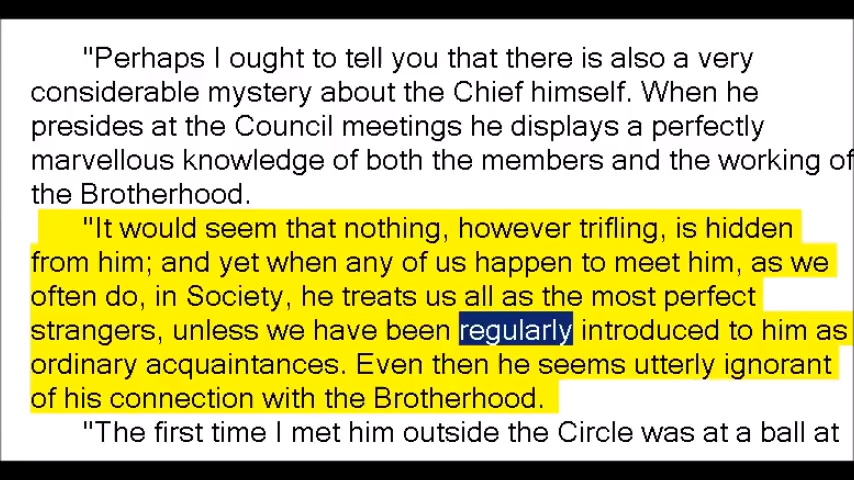 "Perhaps I ought to tell you that there is also a very
considerable mystery about the Chief himself. When he
presides at the Council meetings he displays a perfectly
marvellous knowledge of both the members and the working of
the Brotherhood.
"It would seem that nothing, however trifling, is hidden
from him; and yet when any of us happen to meet him, as we
often do, in Society, he treats us all as the most perfect
strangers, unless we have been regularly introduced to him as
ordinary acquaintances. Even then he seems utterly ignorant
of his connection with the Brotherhood.
"The first time I met him outside the Circle was at a ball at